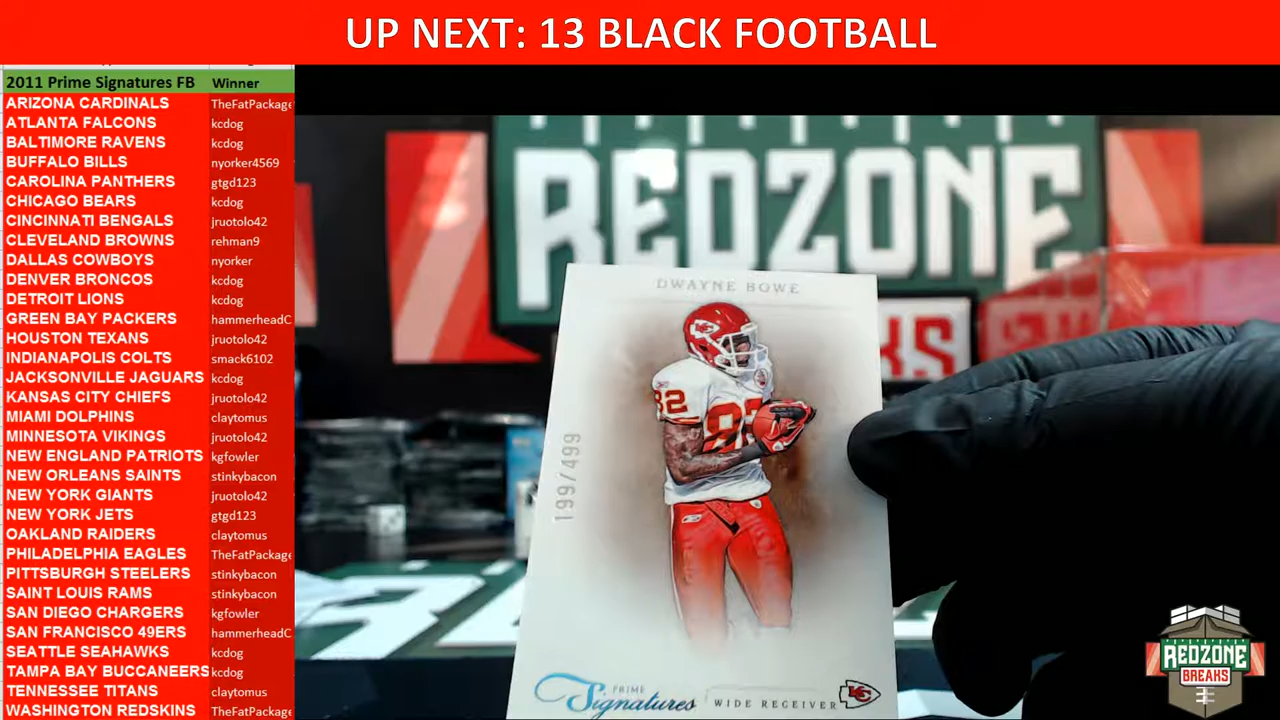 UP NEXT: 13 BLACK FOOTBALL
2011 Prime Signatures FB Winner
ARIZONA CARDINALS TheFatPackage
ATLANTA FALCONS kcdog
BALTIMORE RAVENS kcdog
BUFFALO BILLS nyorker4569
CAROLINA PANTHERS gtgd123
CHICAGO BEARS kcdog
CINCINNATI BENGALS jruotolo42
CLEVELAND BROWNS rehman9
DALLAS COWBOYS nyorker
DENVER BRONCOS kcdog
DETROIT LIONS kcdog
GREEN BAY PACKERS hammerheadC
HOUSTON TEXANS jruotolo42
INDIANAPOLIS COLTS smack6102
JACKSONVILLE JAGUARS kcdog
KANSAS CITY CHIEFS jruotolo42
MIAMI DOLPHINS claytomus
MINNESOTA VIKINGS jruotolo42
NEW ENGLAND PATRIOTS kgfowler
NEW ORLEANS SAINTS stinkybacon
NEW YORK GIANTS jruotolo42
NEW YORK JETS gtgd123
OAKLAND RAIDERS claytomus
PHILADELPHIA EAGLES TheFatPackage
PITTSBURGH STEELERS stinkybacon
SAINT LOUIS RAMS stinkybacon
SAN DIEGO CHARGERS kgfowler
SAN FRANCISCO 49ERS hammerheadC
SEATTLE SEAHAWKS kcdog
TAMPA BAY BUCCANEERS kcdog
TENNESSEE TITANS claytomus
WASHINGTON REDSKINS TheFatPackage
REDZONE
DWAYNE BOWE
KC
82
82
199/499
PRIME
Signatures
WIDE RECEIVER
KC
REDZONE
BREAKS